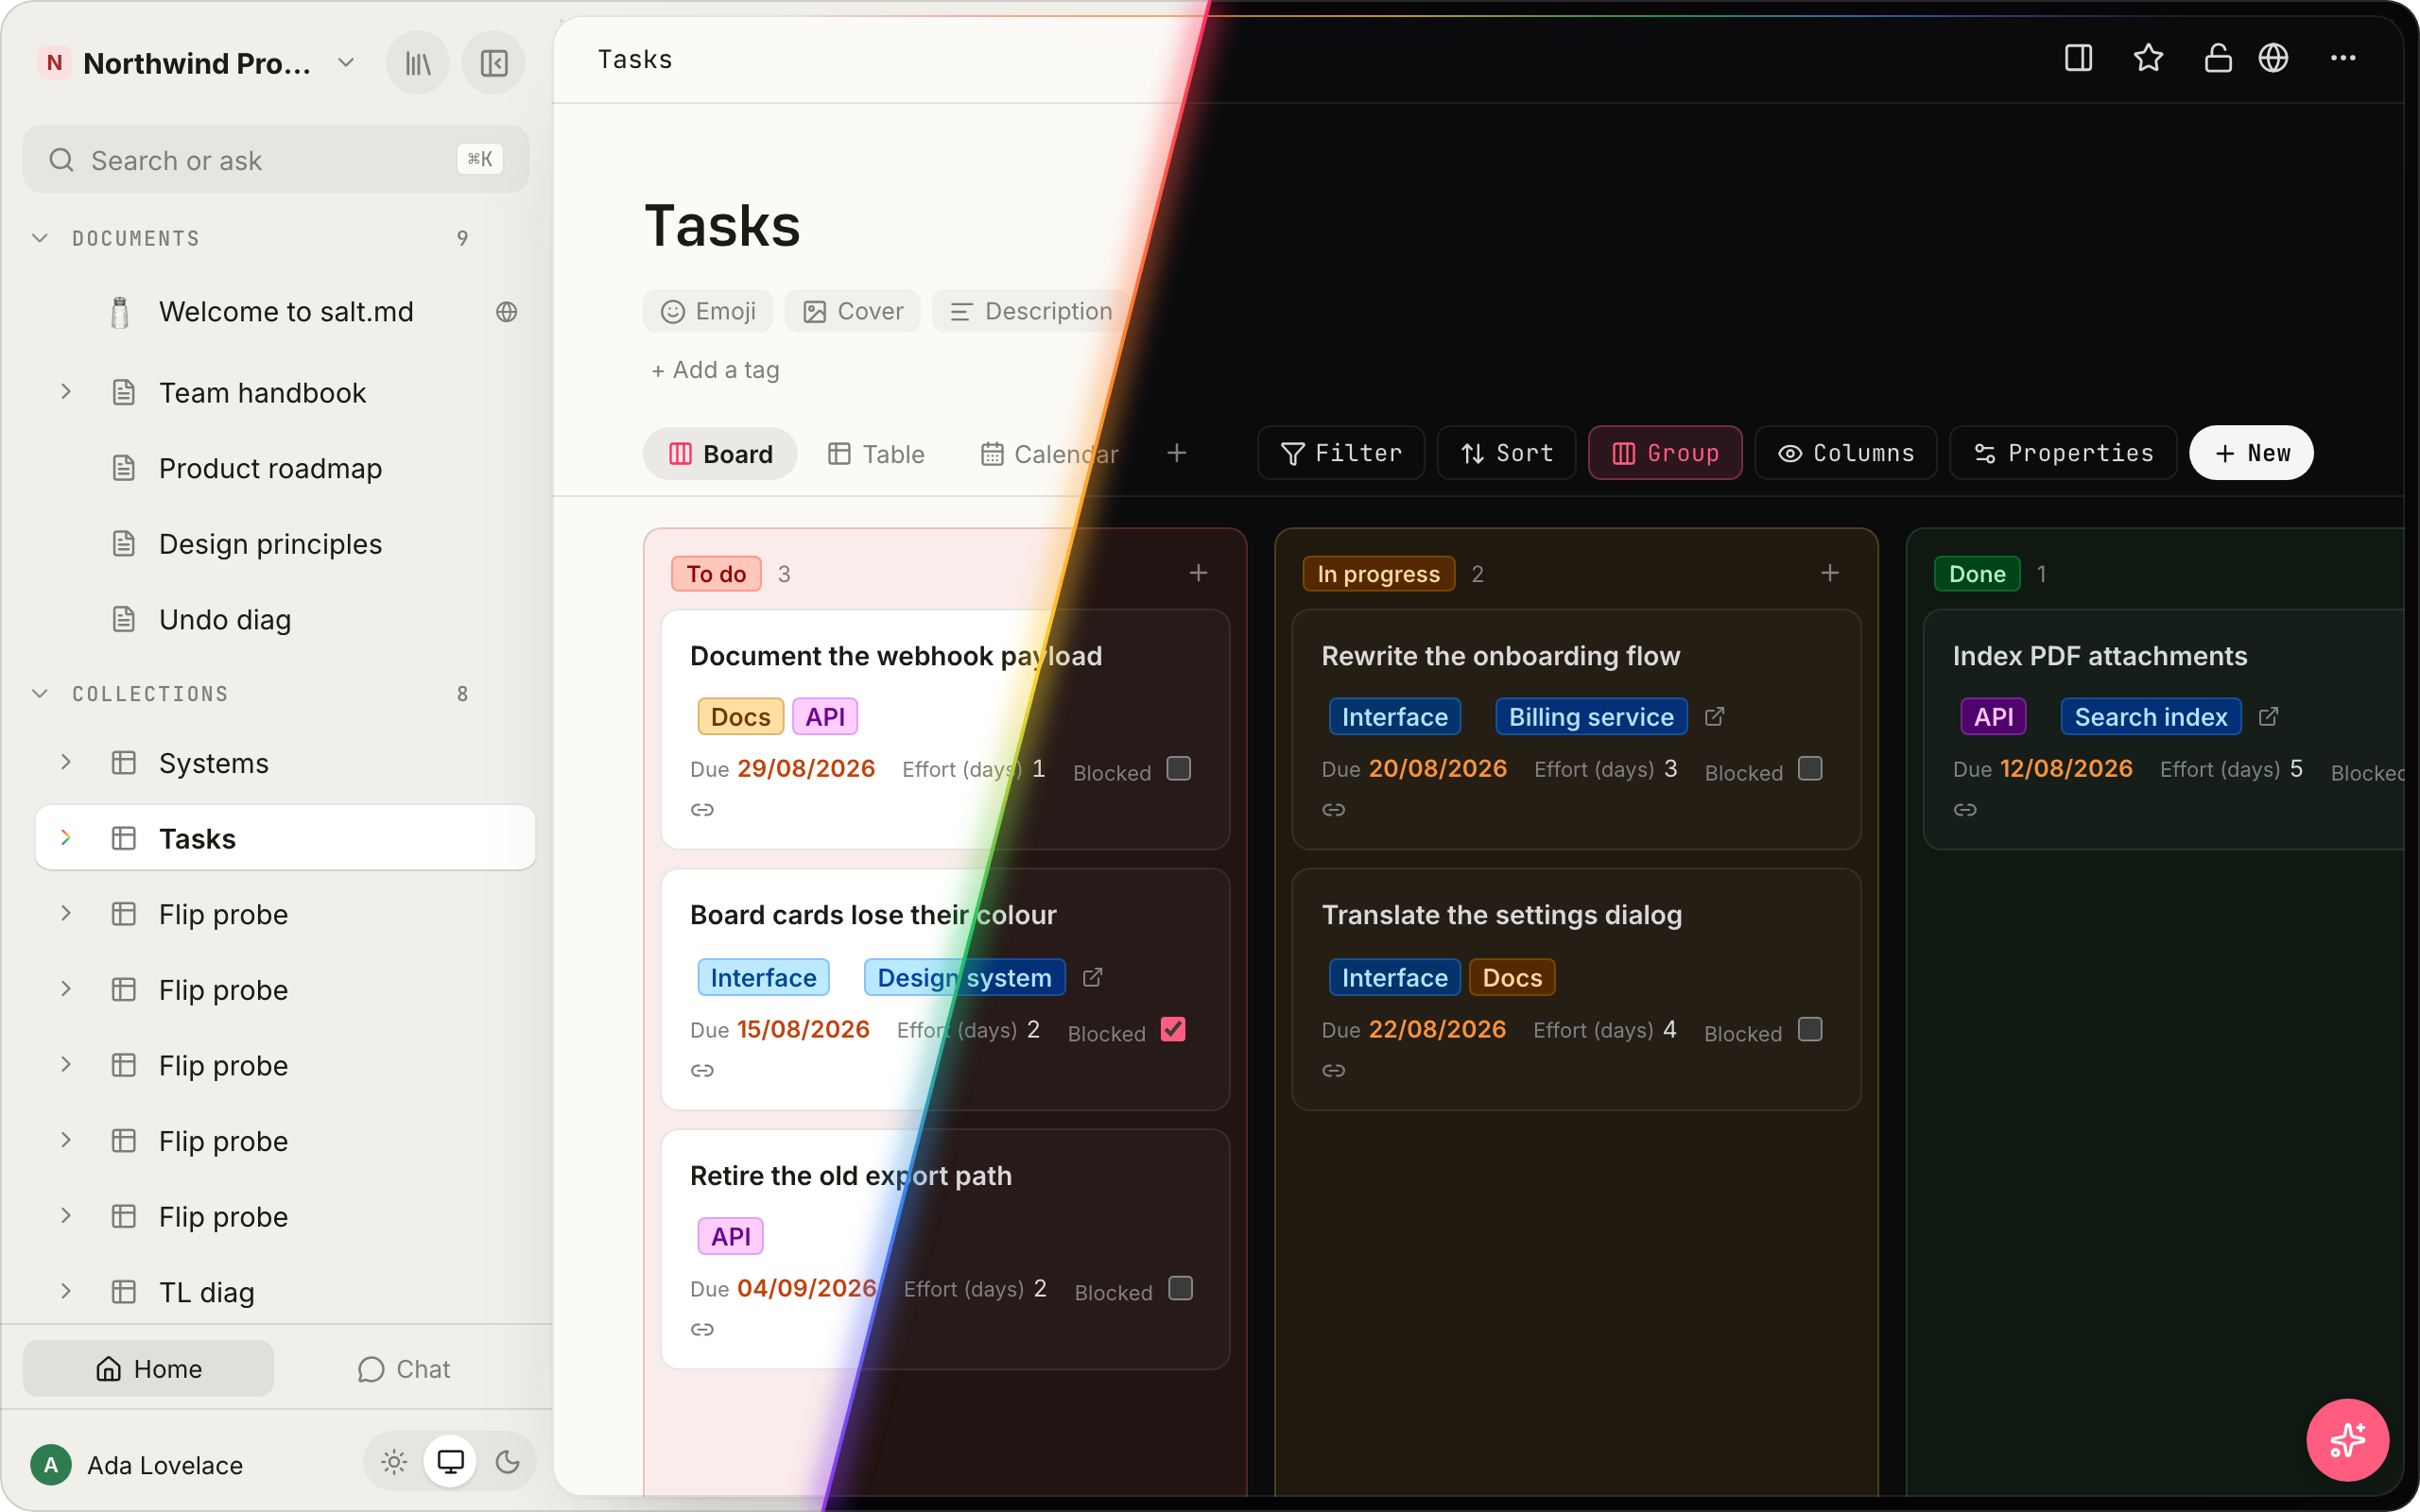 N Northwind Pro...
Search or ask ⌘K
DOCUMENTS 9
Welcome to salt.md
Team handbook
Product roadmap
Design principles
Undo diag
COLLECTIONS 8
Systems
Tasks
Flip probe
Flip probe
Flip probe
Flip probe
Flip probe
TL diag
Home Chat
A Ada Lovelace
Tasks
Tasks
Emoji Cover Description
+ Add a tag
Board Table Calendar + Filter Sort Group Columns Properties + New
To do 3 +
Document the webhook payload
Docs API
Due 29/08/2026 Effort (days) 1 Blocked
Board cards lose their colour
Interface Design system
Due 15/08/2026 Effort (days) 2 Blocked
Retire the old export path
API
Due 04/09/2026 Effort (days) 2 Blocked
In progress 2 +
Rewrite the onboarding flow
Interface Billing service
Due 20/08/2026 Effort (days) 3 Blocked
Translate the settings dialog
Interface Docs
Due 22/08/2026 Effort (days) 4 Blocked
Done 1
Index PDF attachments
API Search index
Due 12/08/2026 Effort (days) 5 Blocked